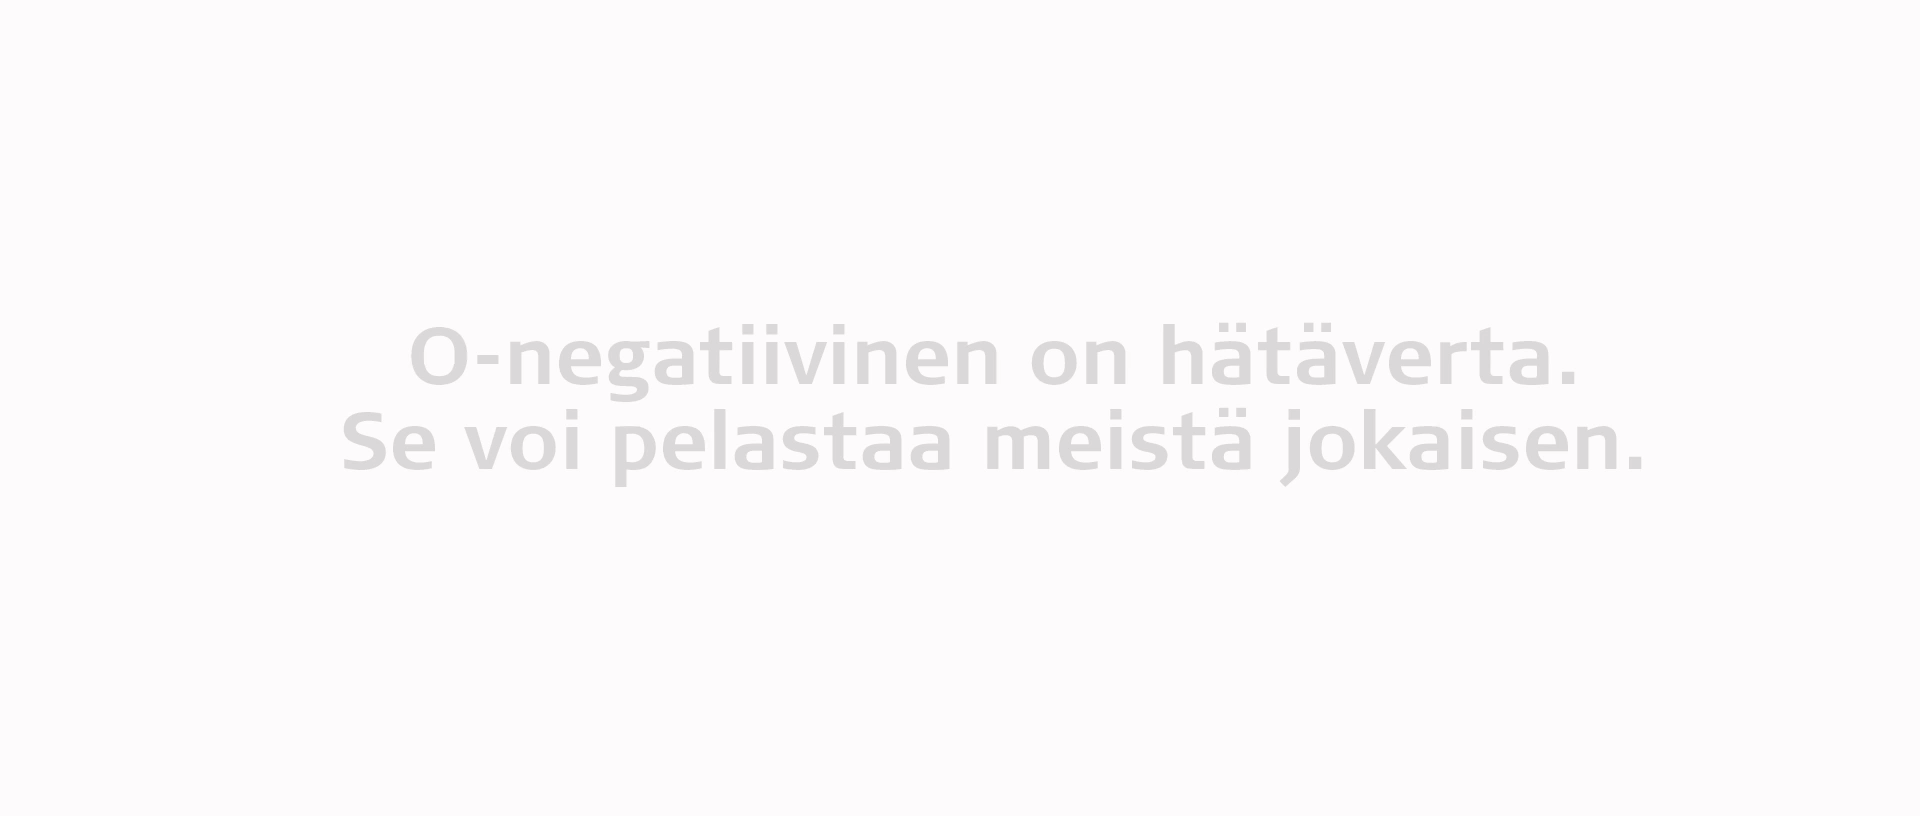 O-negatiivinen on hätäverta.
Se voi pelastaa meistä jokaisen.